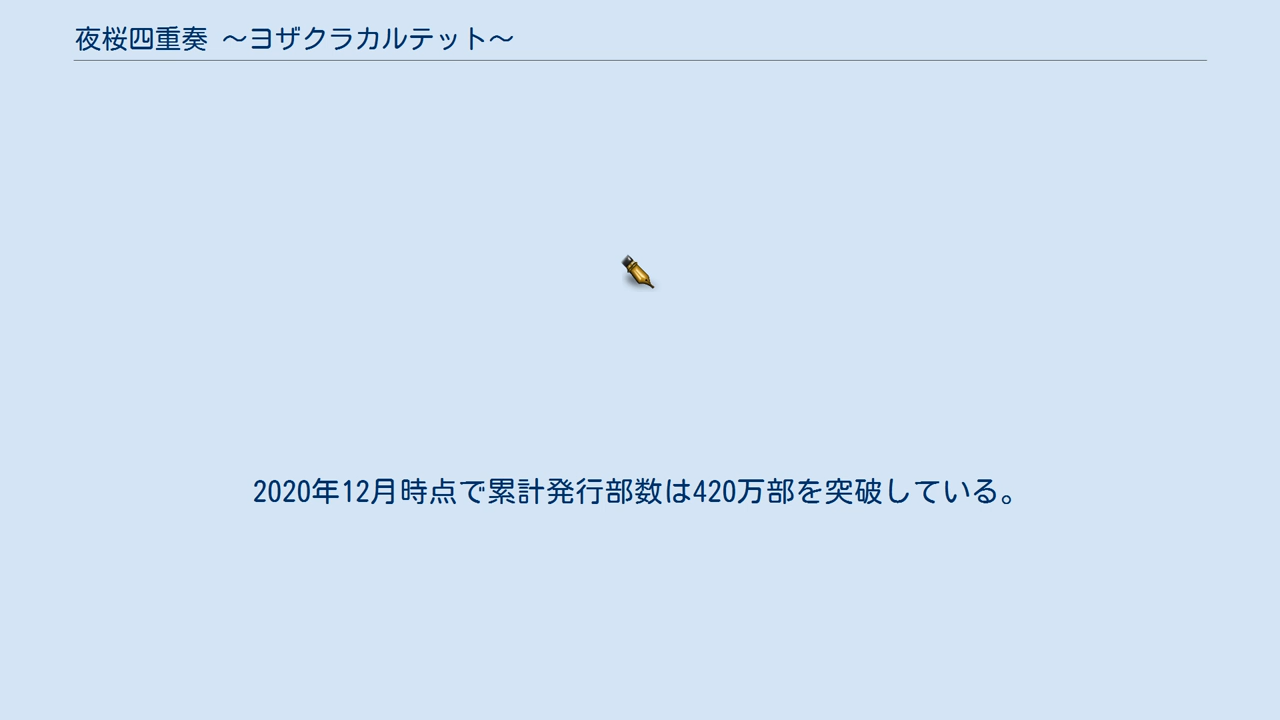 夜桜四重奏 ～ヨザクラカルテット～
2020年12月時点で累計発行部数は420万部を突破している。